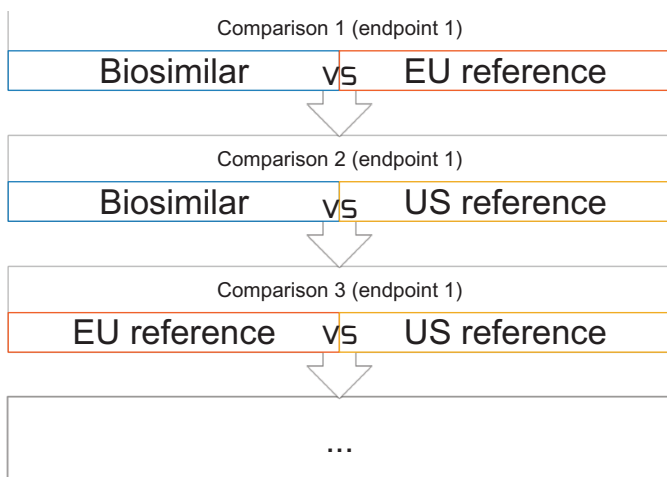 Comparison 1 (endpoint 1)
Biosimilar vs EU reference
Comparison 2 (endpoint 1)
Biosimilar vs US reference
Comparison 3 (endpoint 1)
EU reference vs US reference
...